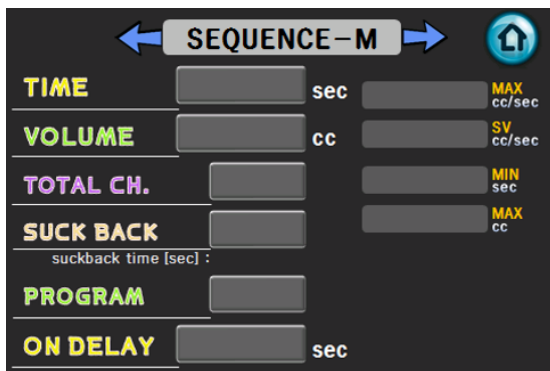 SEQUENCE-M
TIME sec MAX cc/sec
VOLUME cc SV cc/sec
TOTAL CH. MIN sec
SUCK BACK MAX cc
suckback time [sec] :
PROGRAM
ON DELAY sec